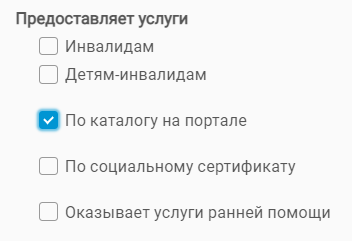 Предоставляет услуги
Инвалидам
Детям-инвалидам
По каталогу на портале
По социальному сертификату
Оказывает услуги ранней помощи